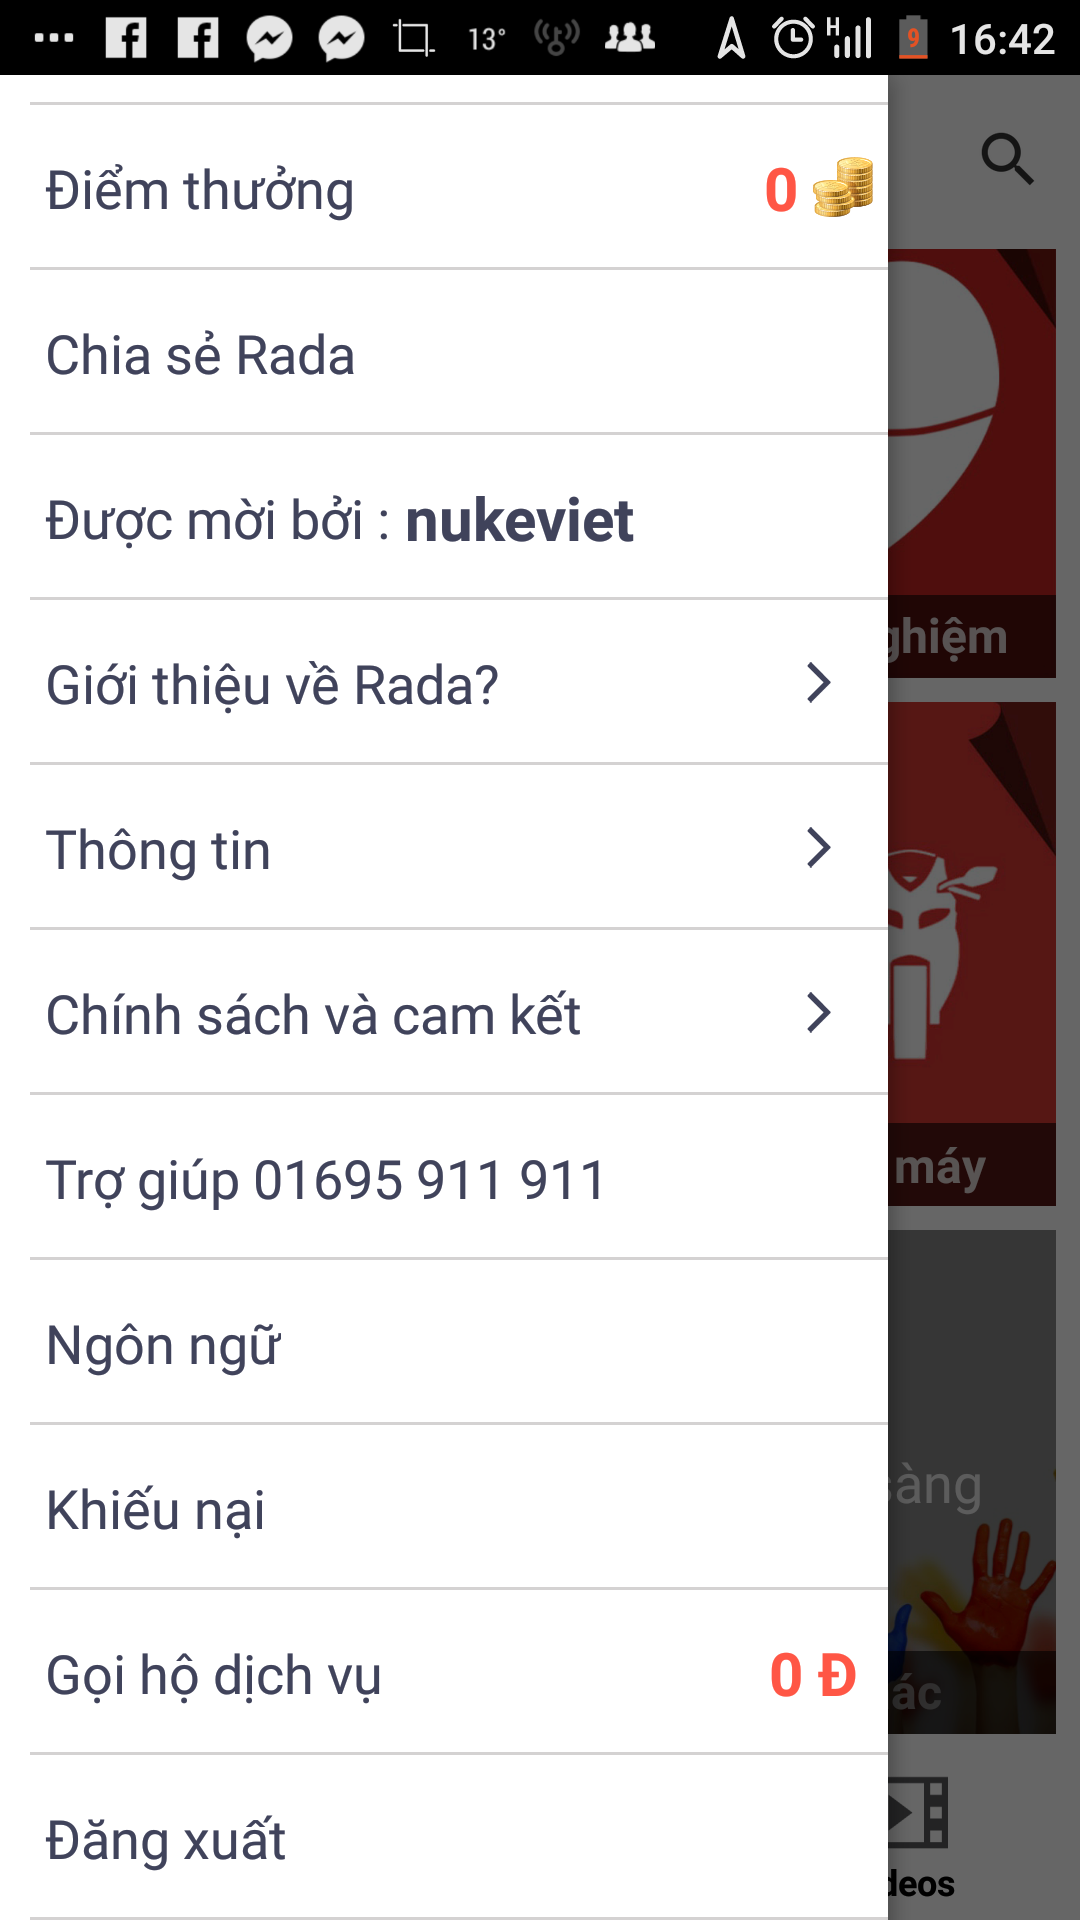 13°
H
9
16:42
Điểm thưởng 0
Chia sẻ Rada
Được mời bởi : nukeviet
Giới thiệu về Rada?
ghiệm
Thông tin
Chính sách và cam kết
máy
Trợ giúp 01695 911 911
Ngôn ngữ
sàng
Khiếu nại
Gọi hộ dịch vụ 0 Đ
ác
Đăng xuất
deos